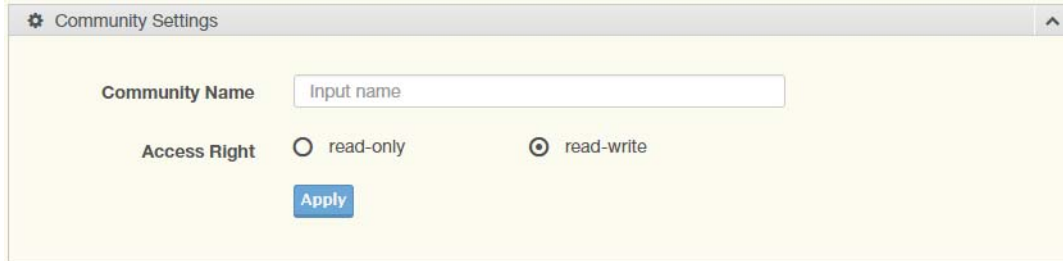 Community Settings
Community Name Input name
Access Right read-only read-write
Apply